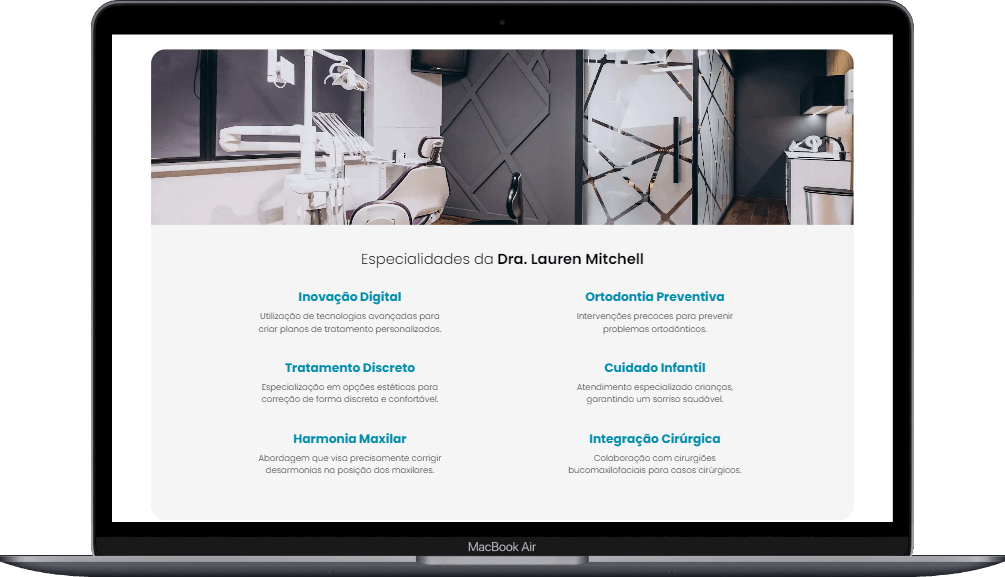 Especialidades da Dra. Lauren Mitchell
Inovação Digital
Utilização de tecnologias avançadas para
criar planos de tratamento personalizados.
Ortodontia Preventiva
Intervenções precoces para prevenir
problemas ortodônticos.
Tratamento Discreto
Especialização em opções estéticas para
correção de forma discreta e confortável.
Cuidado Infantil
Atendimento especializado crianças,
garantindo um sorriso saudável.
Harmonia Maxilar
Abordagem que visa precisamente corrigir
desarmonias na posição dos maxilares.
Integração Cirúrgica
Colaboração com cirurgiões
bucomaxilofaciais para casos cirúrgicos.
MacBook Air